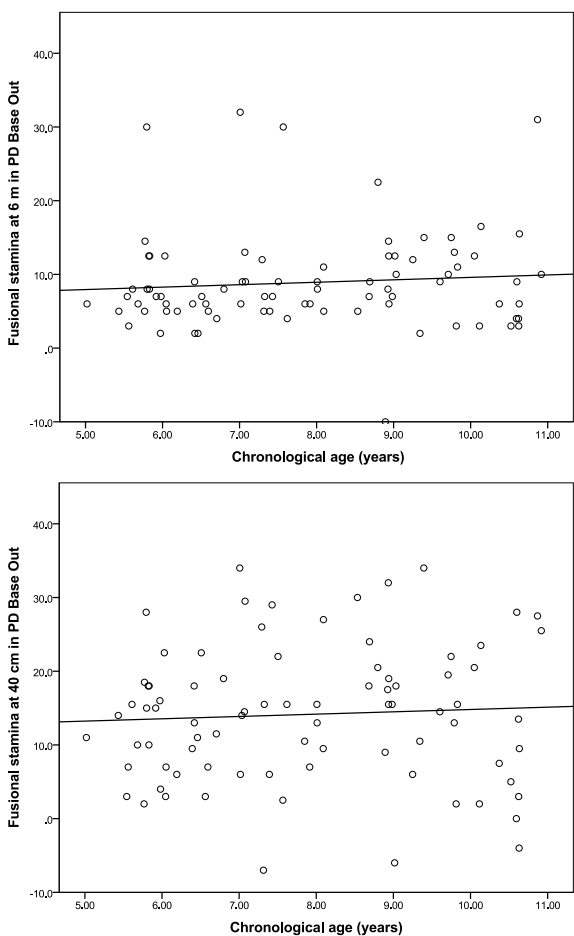 Fusional stamina at 6 m in PD Base Out
40.0
30.0
20.0
10.0
.0
-10.0
5.00 6.00 7.00 8.00 9.00 10.00 11.00
Chronological age (years)
Fusional stamina at 40 cm in PD Base Out
40.0
30.0
20.0
10.0
.0
-10.0
5.00 6.00 7.00 8.00 9.00 10.00 11.00
Chronological age (years)